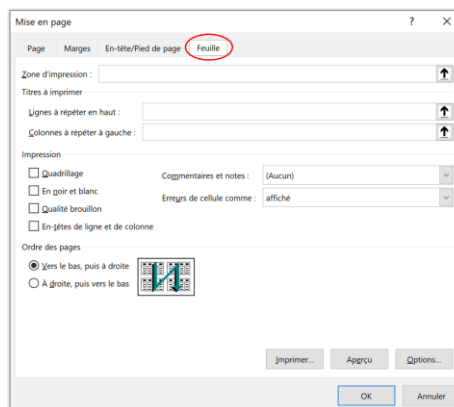 Mise en page ? ×
Page Marges En-tête/Pied de page Feuille
Zone d'impression :
Titres à imprimer
Lignes à répéter en haut :
Colonnes à répéter à gauche :
Impression
Quadrillage Commentaires et notes : (Aucun)
En noir et blanc Erreurs de cellule comme : affiché
Qualité brouillon
En-têtes de ligne et de colonne
Ordre des pages
Vers le bas, puis à droite
À droite, puis vers le bas
Imprimer... Aperçu Options...
OK Annuler